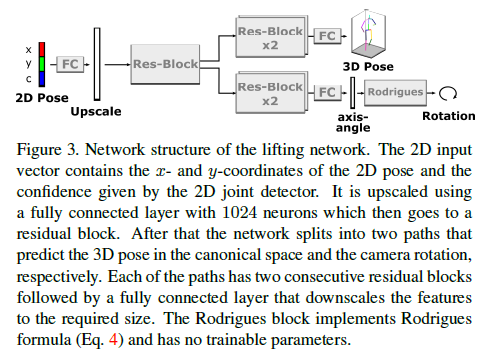 x
y
c
2D Pose
FC
Upscale
Res-Block
Res-Block
x2
FC
3D Pose
Res-Block
x2
FC
axis-
angle
Rodrigues
Rotation
Figure 3. Network structure of the lifting network. The 2D input
vector contains the x- and y-coordinates of the 2D pose and the
confidence given by the 2D joint detector. It is upscaled using
a fully connected layer with 1024 neurons which then goes to a
residual block. After that the network splits into two paths that
predict the 3D pose in the canonical space and the camera rotation,
respectively. Each of the paths has two consecutive residual blocks
followed by a fully connected layer that downscales the features
to the required size. The Rodrigues block implements Rodrigues
formula (Eq. 4) and has no trainable parameters.